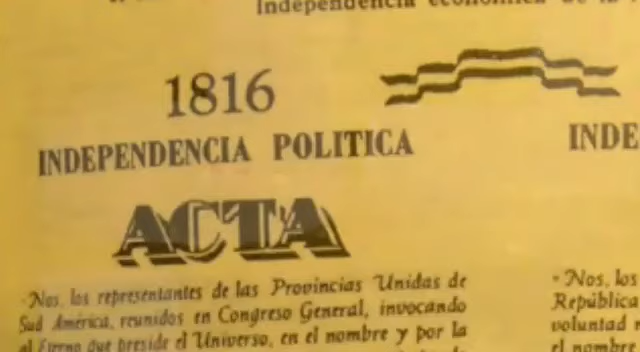 Independencia económica de la
1816
INDEPENDENCIA POLITICA
INDE
ACTA
Nos, los representantes de las Provincias Unidas de
Sud América, reunidos en Congreso General, invocando
al Eterno que preside el Universo, en el nombre y por la
Nos, los
República
voluntad
el nombre